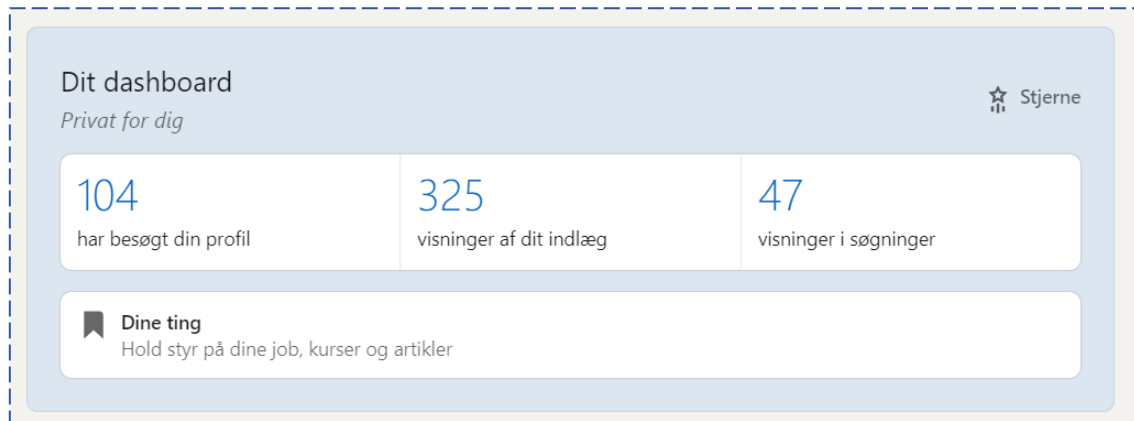 Dit dashboard
Privat for dig
Stjerne
104
har besøgt din profil
325
visninger af dit indlæg
47
visninger i søgninger
Dine ting
Hold styr på dine job, kurser og artikler